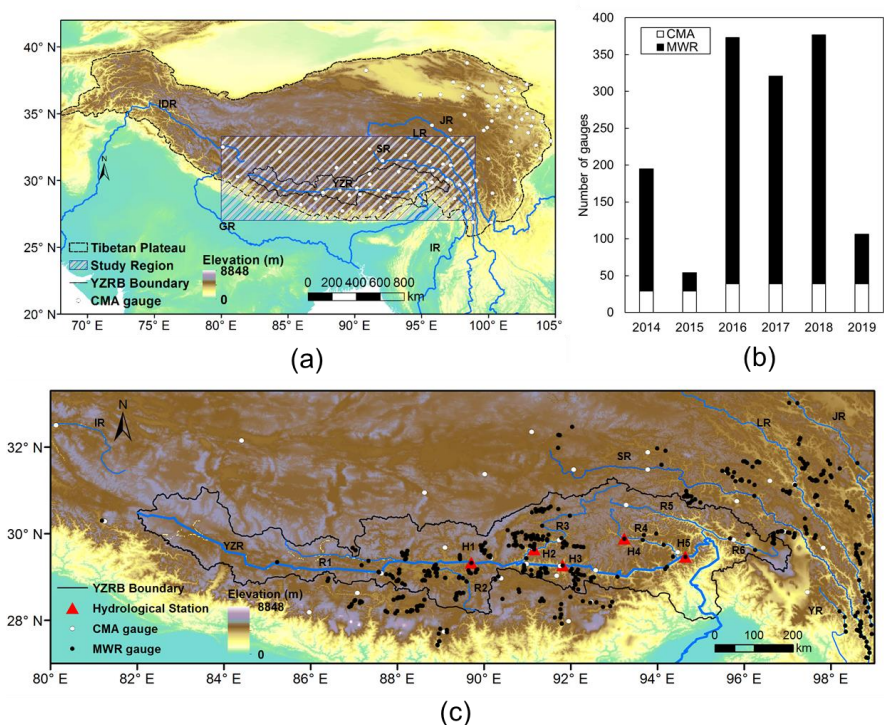 40° N
35° N
30° N
25° N
20° N
IDR
JR
LR
SR
YZR
GR
IR
N
Tibetan Plateau
Study Region
YZRB Boundary
CMA gauge
Elevation (m)
8848
0
0 200 400 600 800
km
70° E 75° E 80° E 85° E 90° E 95° E 100° E 105° E
(a)
Number of gauges
400
350
300
250
200
150
100
50
0
CMA
MWR
2014 2015 2016 2017 2018 2019
(b)
32° N
30° N
28° N
IR
N
LR
JR
SR
YZR
R1
H1
R2
H2
R3
H3
R4
H4
R5
H5
R6
YR
YZRB Boundary
Hydrological Station
CMA gauge
MWR gauge
Elevation (m)
8848
0
0 50 100 200
km
80° E 82° E 84° E 86° E 88° E 90° E 92° E 94° E 96° E 98° E
(c)